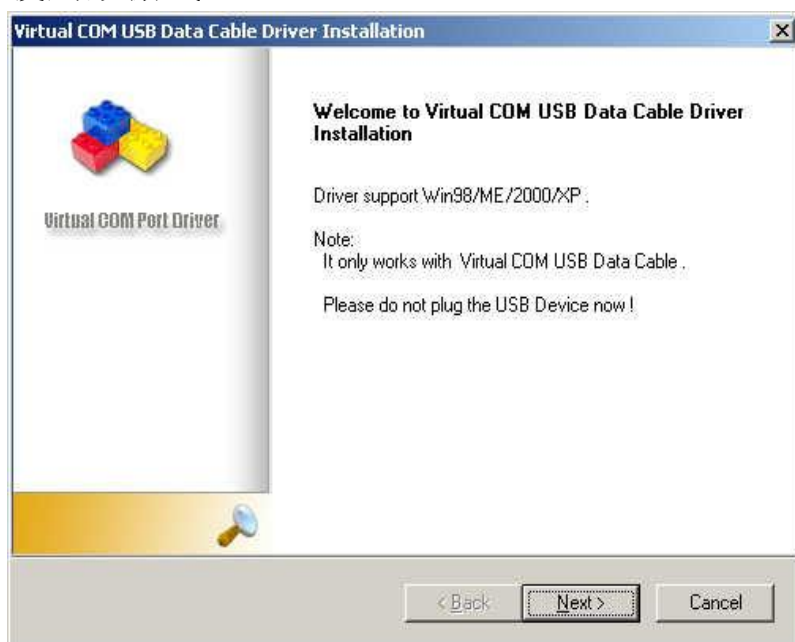 Virtual COM USB Data Cable Driver Installation
Welcome to Virtual COM USB Data Cable Driver
Installation
Driver support Win98/ME/2000/XP .
Virtual COM Port Driver
Note:
It only works with Virtual COM USB Data Cable .
Please do not plug the USB Device now !
< Back
Next >
Cancel